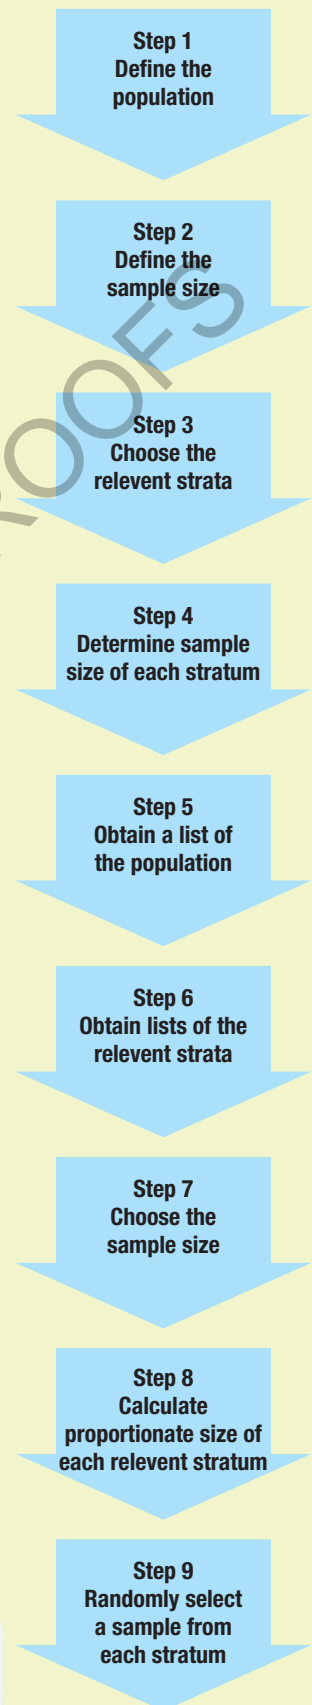 Step 1
Define the
population
Step 2
Define the
sample size
Step 3
Choose the
relevent strata
Step 4
Determine sample
size of each stratum
Step 5
Obtain a list of
the population
Step 6
Obtain lists of the
relevent strata
Step 7
Choose the
sample size
Step 8
Calculate
proportionate size of
each relevent stratum
Step 9
Randomly select
a sample from
each stratum
ROOFS